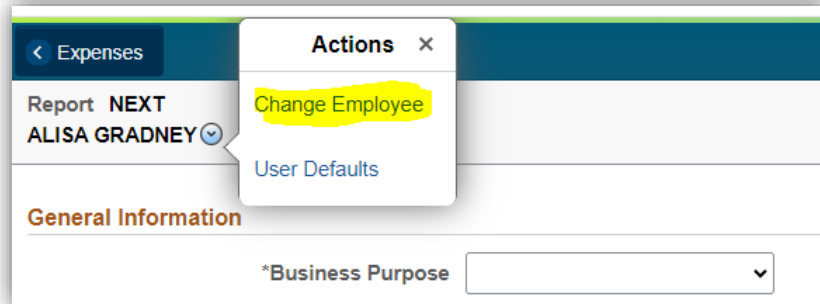 Expenses
Actions ×
Report NEXT
Change Employee
ALISA GRADNEY
User Defaults
General Information
*Business Purpose